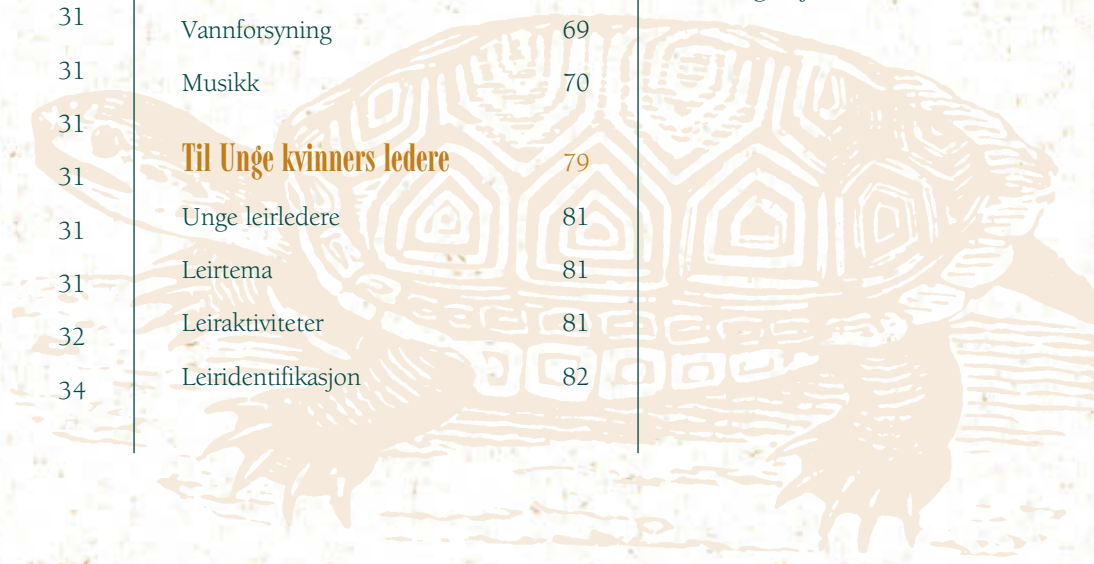 31
31
31
31
31
31
32
34
Vannforsyning 69
Musikk 70
Til Unge kvinners ledere 79
Unge leirledere 81
Leirtema 81
Leiraktiviteter 81
Leiridentifikasjon 82